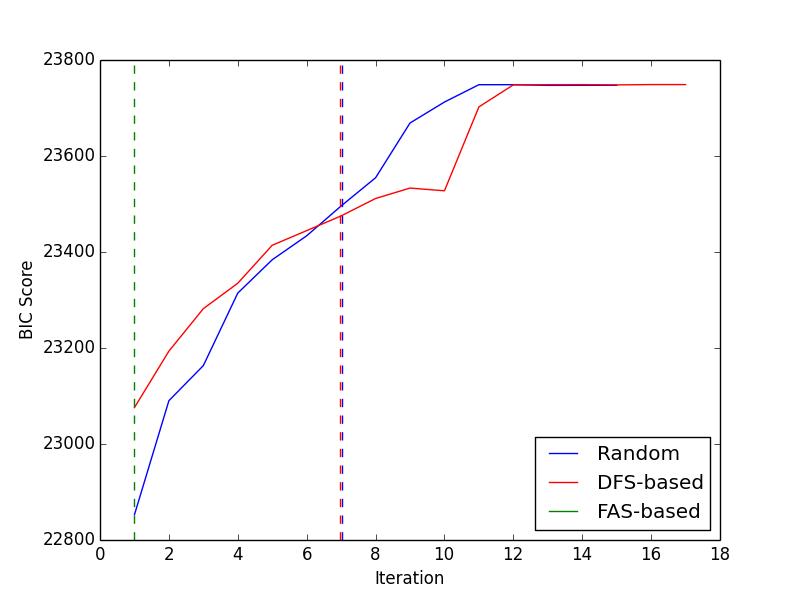 23800
23600
23400
23200
23000
22800
BIC Score
0 2 4 6 8 10 12 14 16 18
Iteration
Random
DFS-based
FAS-based